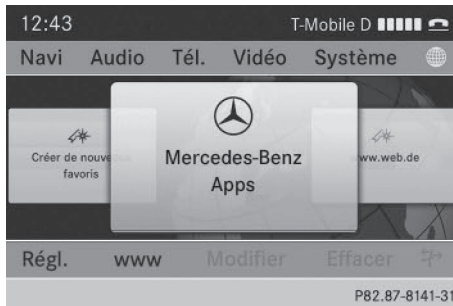 12:43 T-Mobile D
Navi Audio Tél. Vidéo Système
Mercedes-Benz
Apps
Créer de nouveaux
favoris
www.web.de
Régl. www Modifier Effacer
P82.87-8141-31